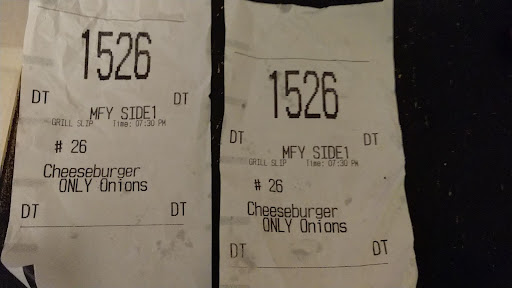 1526
DT DT
MFY SIDE1
GRILL SLIP Time: 07:30 PM
# 26
Cheeseburger
ONLY Onions
DT DT
1526
DT DT
MFY SIDE1
GRILL SLIP Time: 07:30 PM
# 26
Cheeseburger
ONLY Onions
DT DT